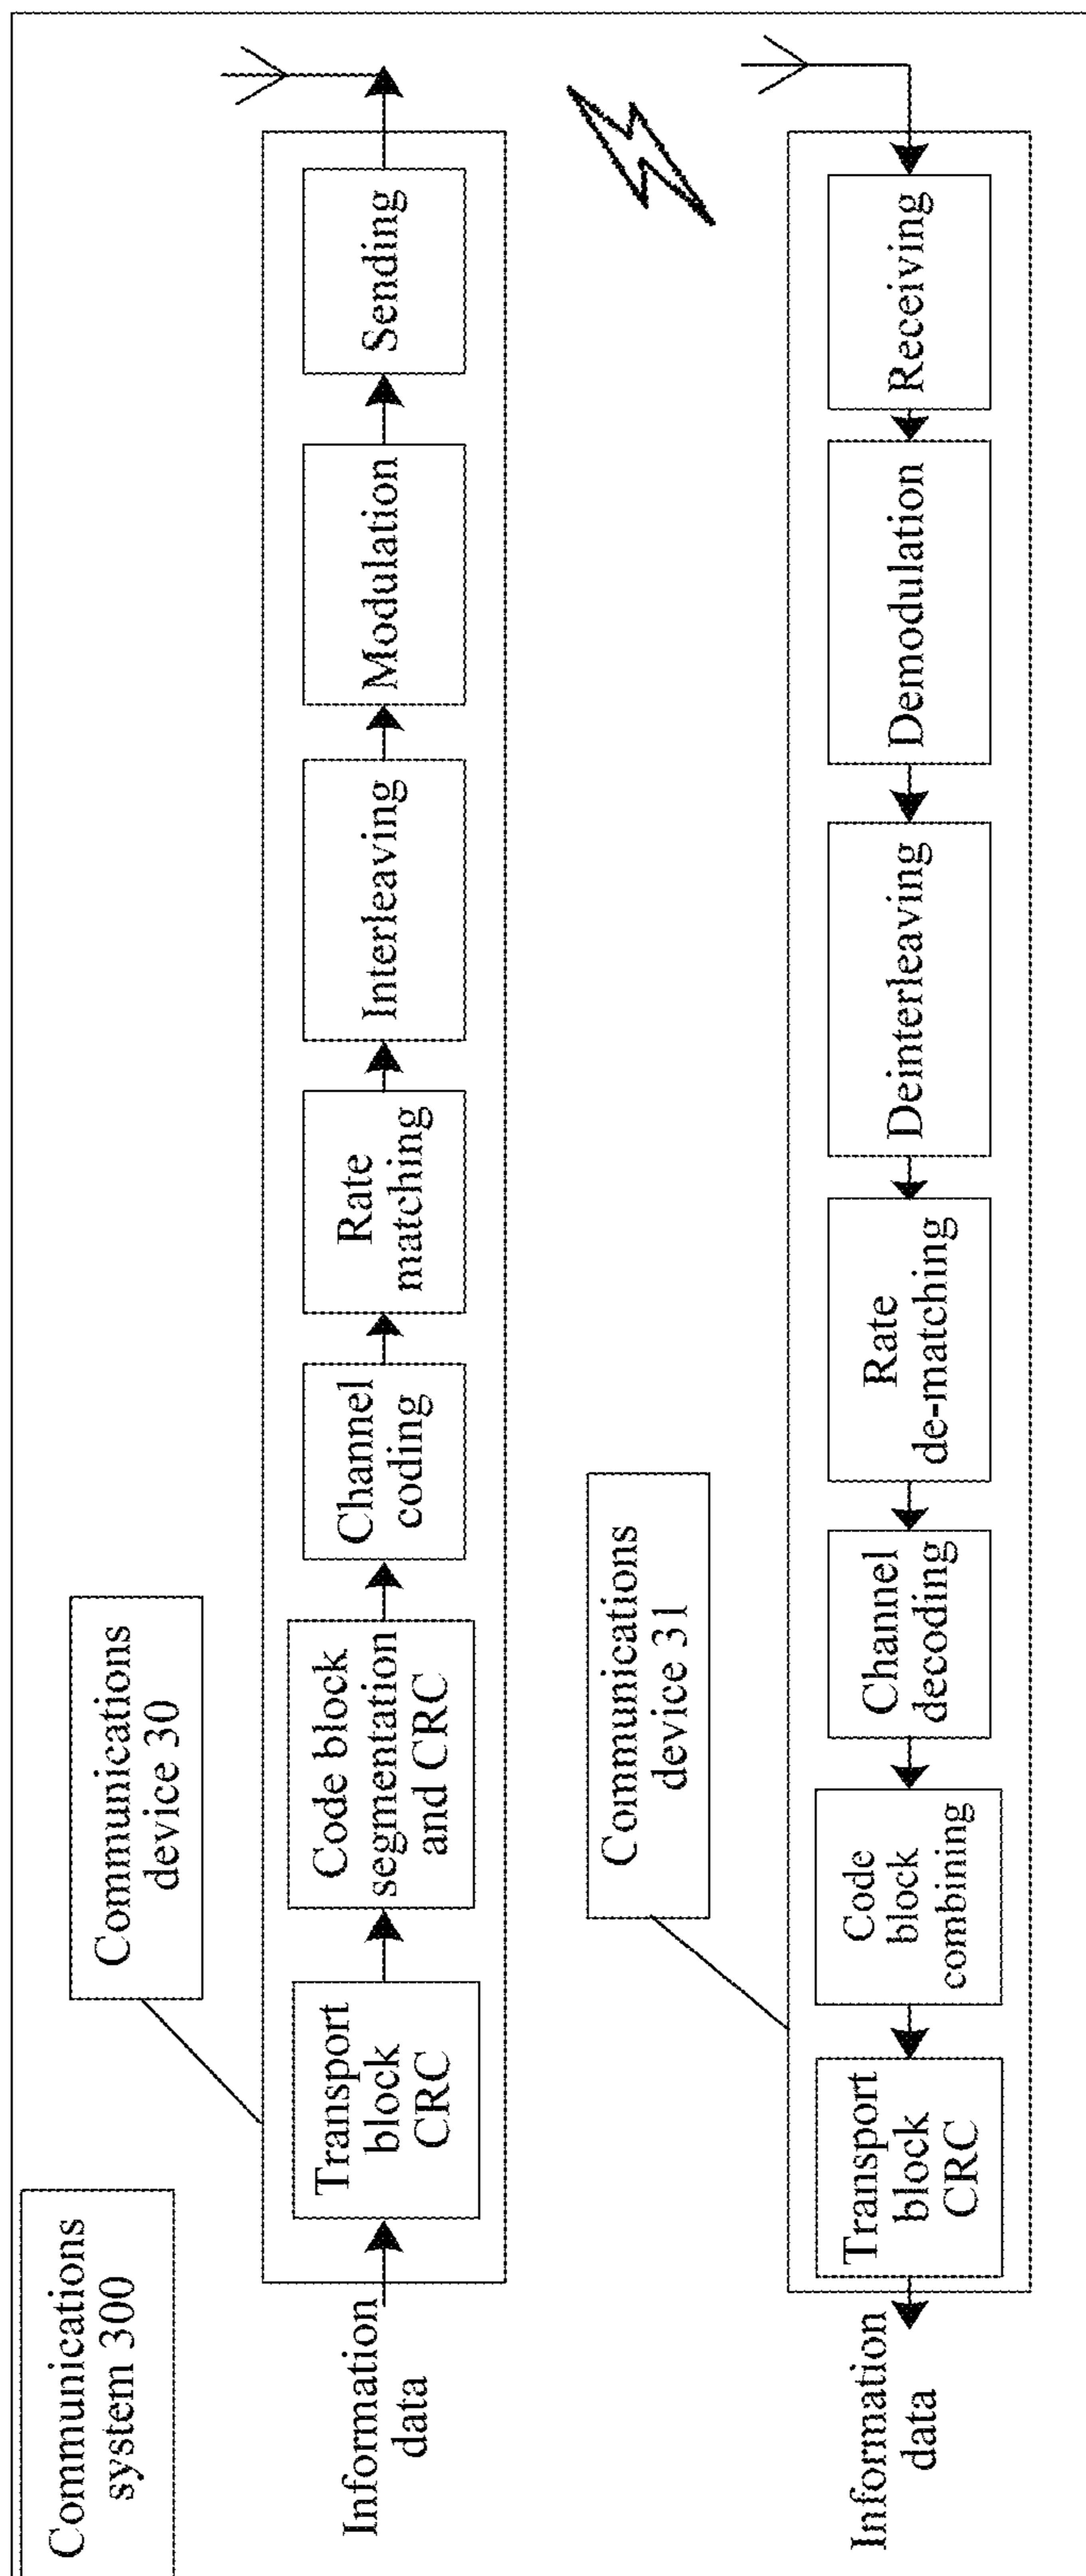 Communications
system 300
Communications
device 30
Information
data
Transport
block
CRC
Code block
segmentation
and CRC
Channel
coding
Rate
matching
Interleaving
Modulation
Sending
Communications
device 31
Information
data
Transport
block
CRC
Code
block
combining
Channel
decoding
Rate
de-matching
Deinterleaving
Demodulation
Receiving